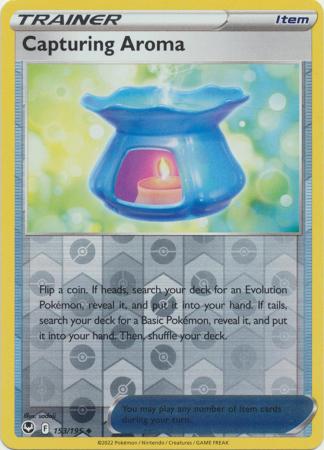 TRAINER
Item
Capturing Aroma
Flip a coin. If heads, search your deck for an Evolution
Pokémon, reveal it, and put it into your hand. If tails,
search your deck for a Basic Pokémon, reveal it, and put
it into your hand. Then, shuffle your deck.
Illus. sadaji
You may play any number of Item cards
during your turn.
F 153/195
©2022 Pokémon / Nintendo / Creatures / GAME FREAK